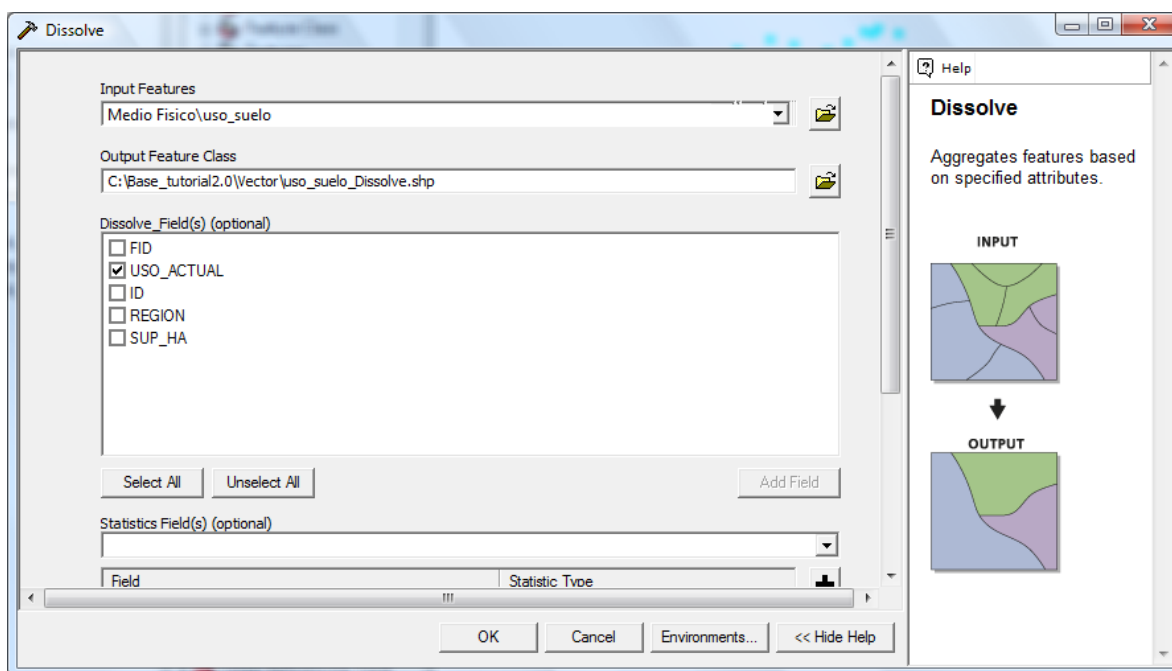 Dissolve
Input Features
Medio Fisico\uso_suelo
Output Feature Class
C:\Base_tutorial2.0\Vector\uso_suelo_Dissolve.shp
Dissolve_Field(s) (optional)
FID
USO_ACTUAL
ID
REGION
SUP_HA
Select All
Unselect All
Add Field
Statistics Field(s) (optional)
Field
Statistic Type
OK
Cancel
Environments...
<< Hide Help
Help
Dissolve
Aggregates features based
on specified attributes.
INPUT
OUTPUT